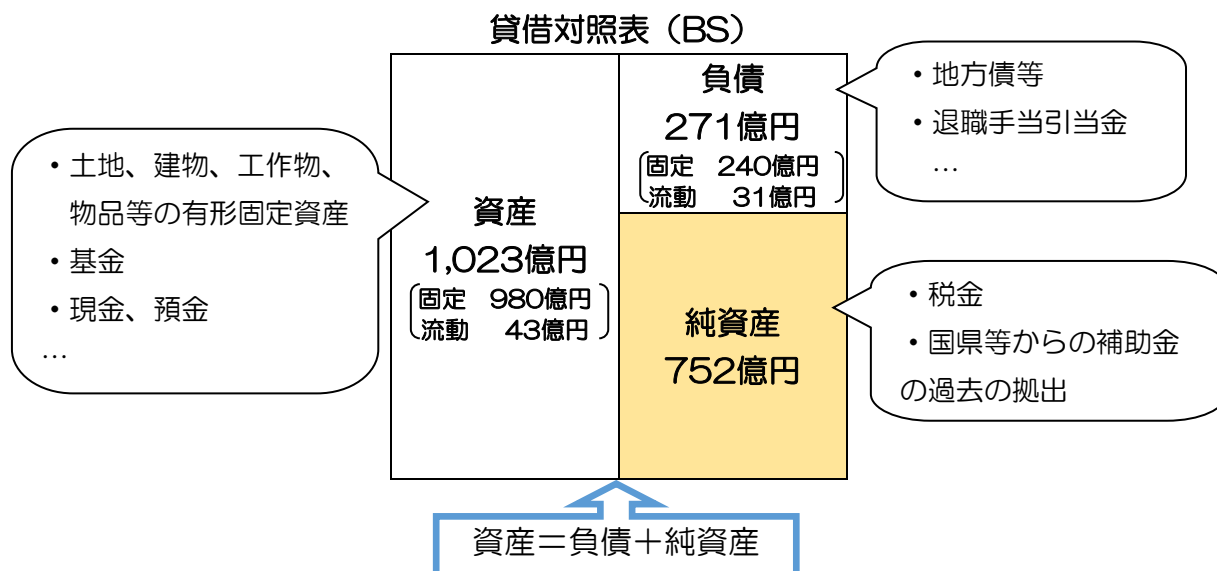 貸借対照表（BS）
・土地、建物、工作物、
物品等の有形固定資産
・基金
・現金、預金
…
資産
1,023億円
固定 980億円
流動 43億円
負債
271億円
固定 240億円
流動 31億円
・地方債等
・退職手当引当金
…
純資産
752億円
・税金
・国県等からの補助金
の過去の拠出
資産＝負債＋純資産